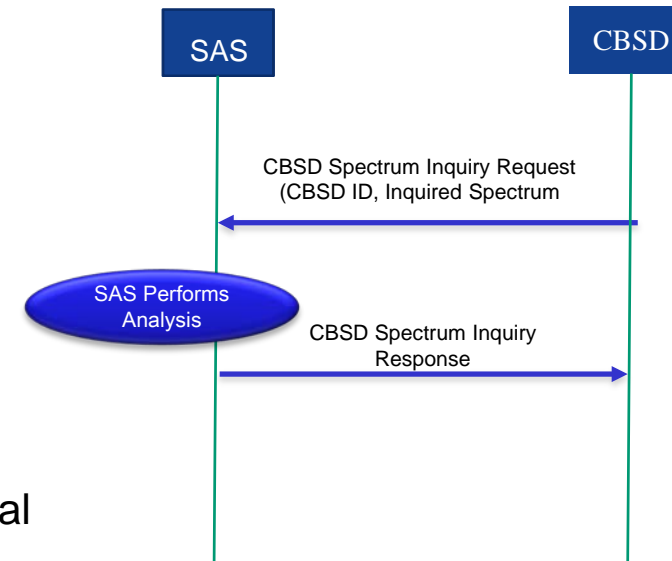 SAS
CBSD
CBSD Spectrum Inquiry Request
(CBSD ID, Inquired Spectrum
SAS Performs
Analysis
CBSD Spectrum Inquiry
Response
al